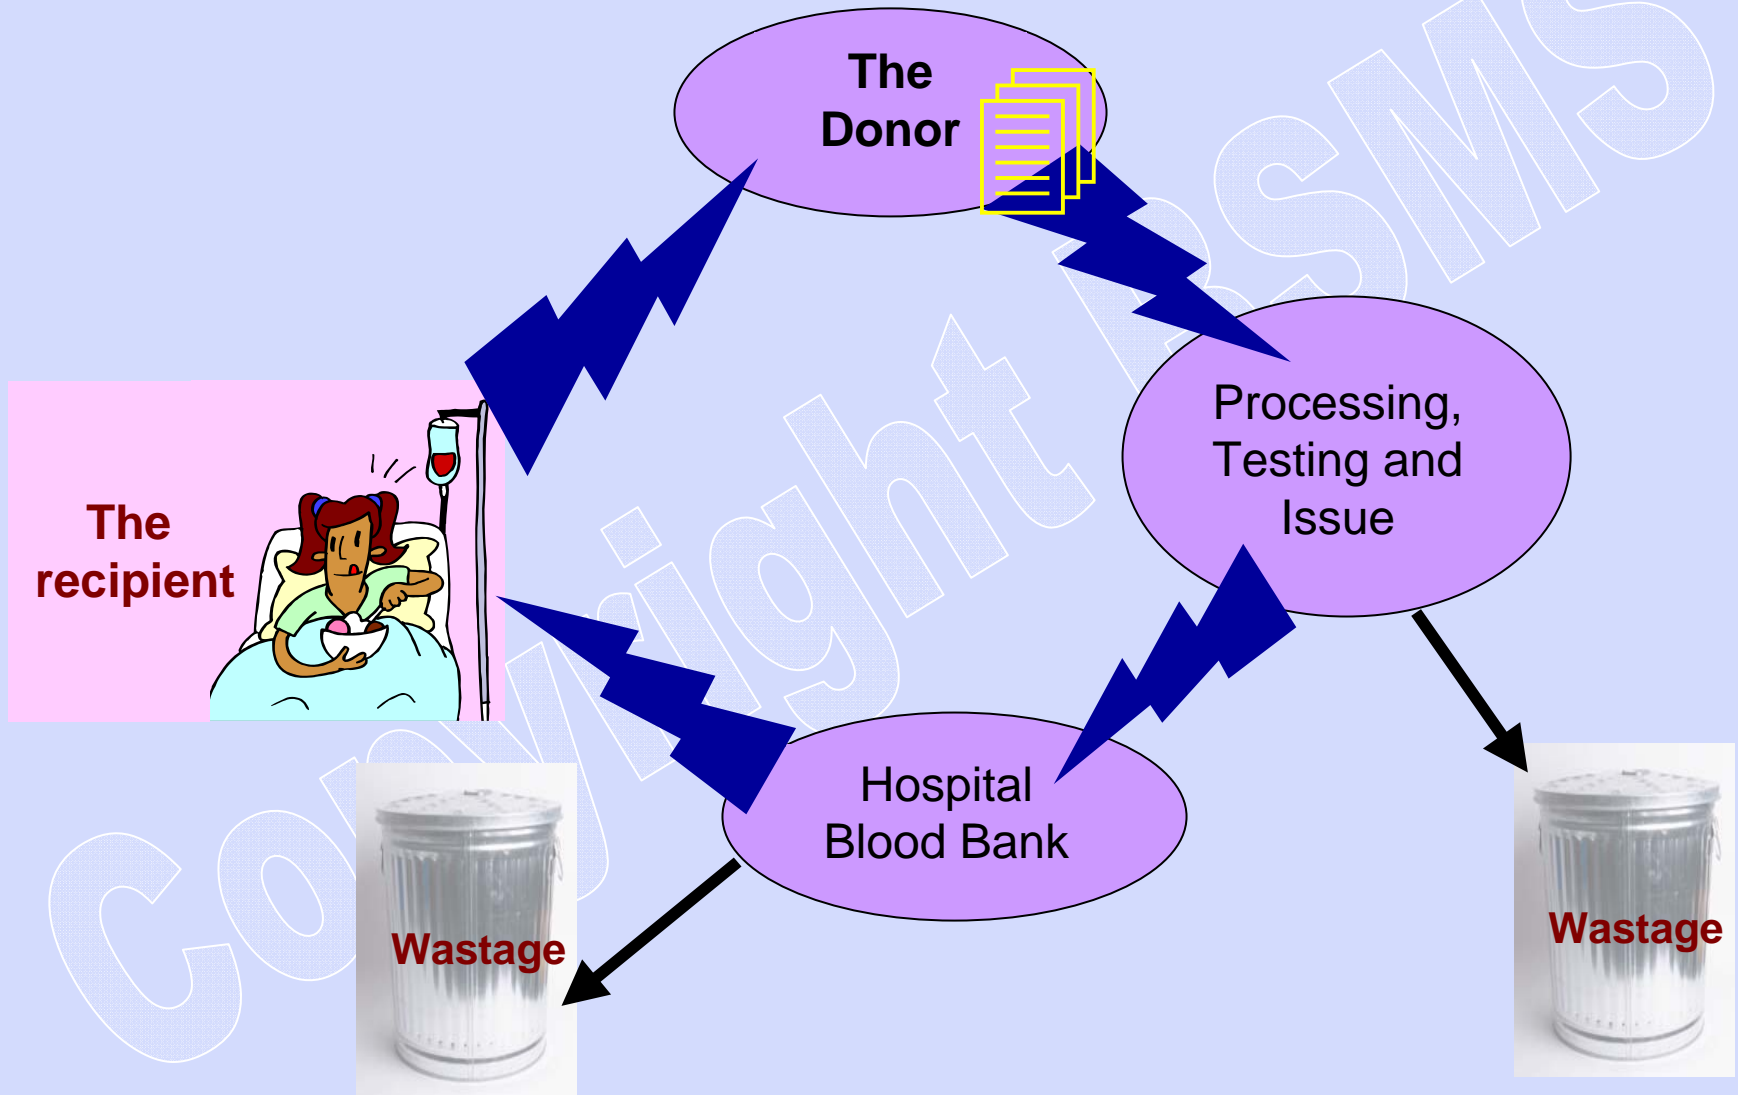 The
Donor
Processing,
Testing and
Issue
The
recipient
Hospital
Blood Bank
Wastage
Wastage
Copyright BSMS